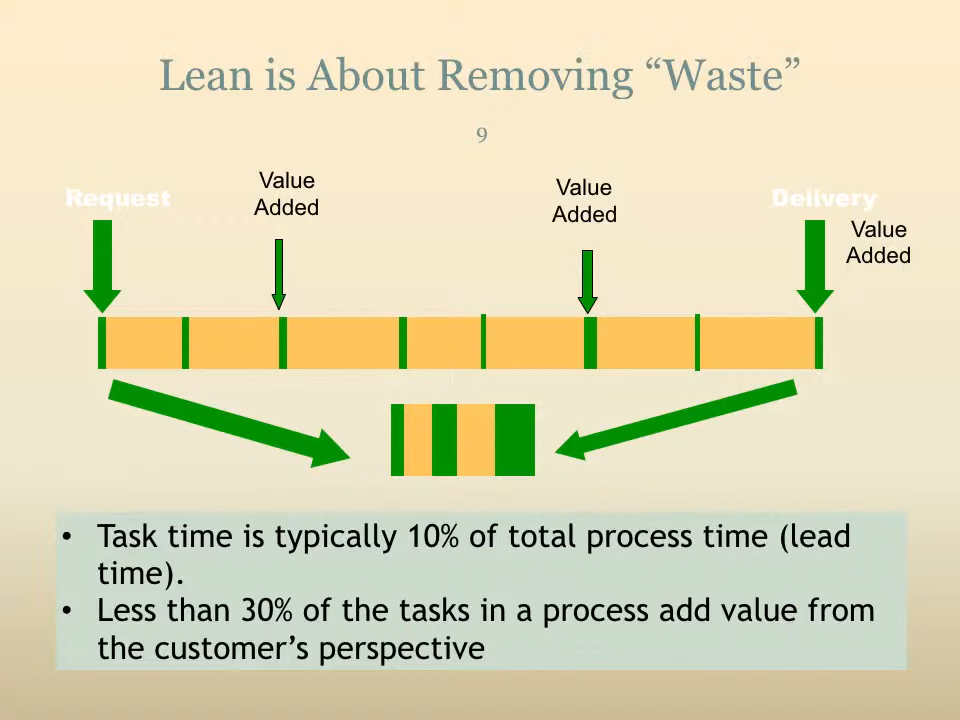 Lean is About Removing “Waste”
9
Request
Value
Added
Value
Added
Delivery
Value
Added
• Task time is typically 10% of total process time (lead
time).
• Less than 30% of the tasks in a process add value from
the customer’s perspective